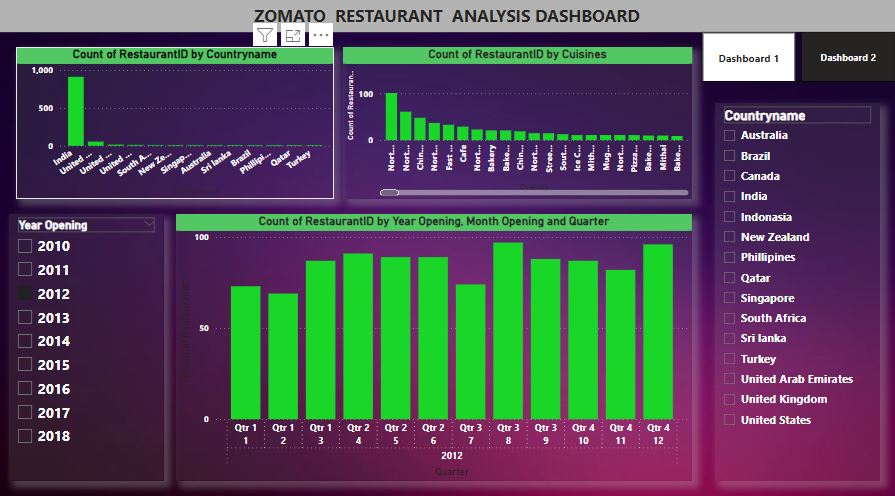 ZOMATO RESTAURANT ANALYSIS DASHBOARD
Count of RestaurantID by Countryname
1,000
500
0
India
United ...
United ...
United ...
South A...
New Ze...
Singap...
Australia
Sri lanka
Brazil
Phillipi...
Qatar
Turkey
Count of RestaurantID by Cuisines
Count of Restauran..
100
0
Nort...
Nort...
Chin...
Nort...
Fast ...
Cafe
Nort...
Bakery
Bake...
Chin...
Nort...
Stree...
Sout...
Ice C...
Mith...
Mug...
Nort...
Pizza...
Bake...
Mithai
Bake...
Dashboard 1
Dashboard 2
Year Opening
2010
2011
2012
2013
2014
2015
2016
2017
2018
Count of RestaurantID by Year Opening, Month Opening and Quarter
100
50
0
Qtr 1 Qtr 1 Qtr 1 Qtr 2 Qtr 2 Qtr 2 Qtr 3 Qtr 3 Qtr 3 Qtr 4 Qtr 4 Qtr 4
1 2 3 4 5 6 7 8 9 10 11 12
2012
Quarter
Countryname
Australia
Brazil
Canada
India
Indonasia
New Zealand
Phillipines
Qatar
Singapore
South Africa
Sri lanka
Turkey
United Arab Emirates
United Kingdom
United States